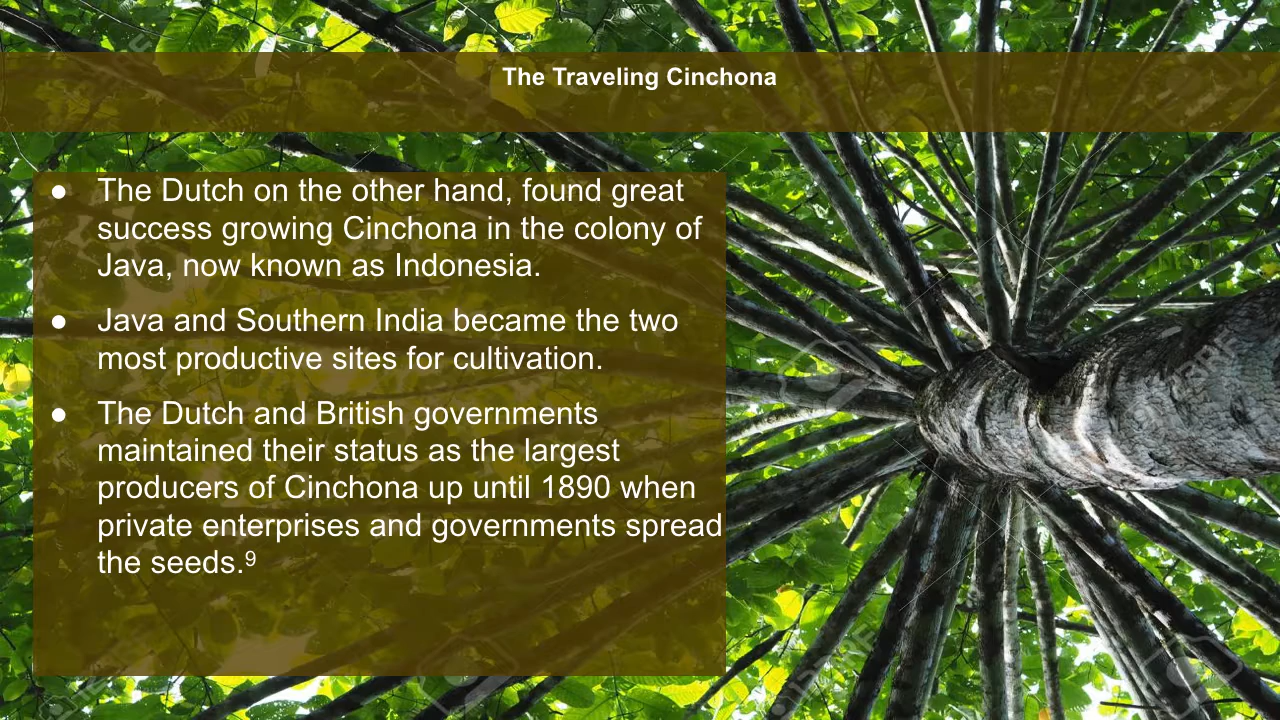 The Traveling Cinchona
● The Dutch on the other hand, found great
success growing Cinchona in the colony of
Java, now known as Indonesia.
● Java and Southern India became the two
most productive sites for cultivation.
● The Dutch and British governments
maintained their status as the largest
producers of Cinchona up until 1890 when
private enterprises and governments spread
the seeds.⁹